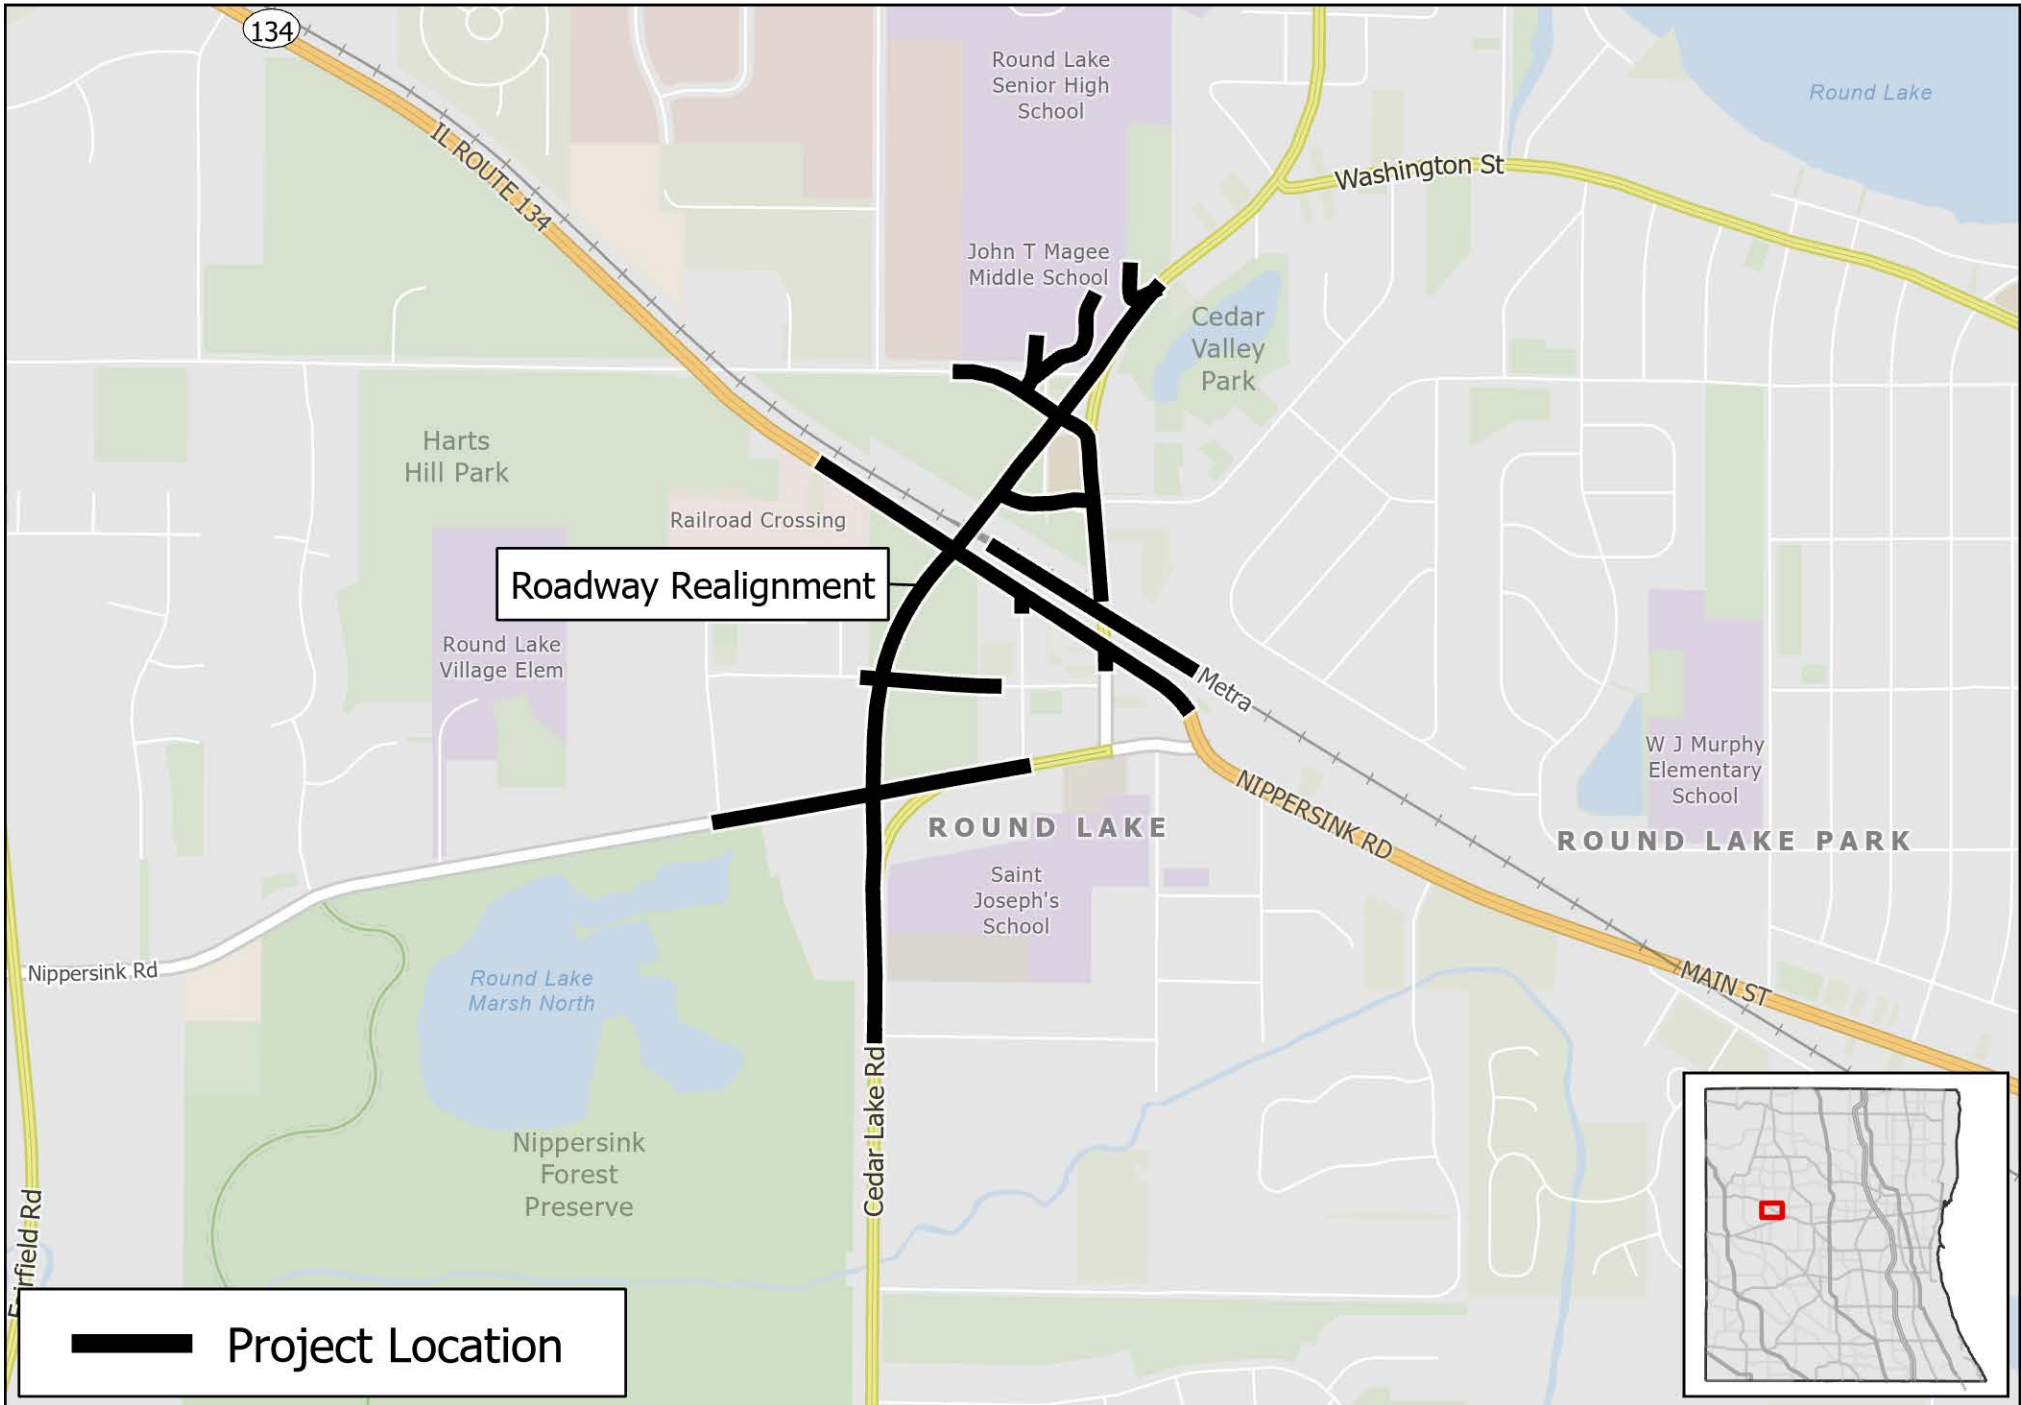 134
Round Lake
Senior High
School
Round Lake
IL ROUTE 134
Washington St
John T Magee
Middle School
Cedar
Valley
Park
Harts
Hill Park
Railroad Crossing
Roadway Realignment
Round Lake
Village Elem
Metra
W J Murphy
Elementary
School
NIPPERSINK RD
ROUND LAKE
ROUND LAKE PARK
Saint
Joseph's
School
Nippersink Rd
Round Lake
Marsh North
MAIN ST
Nippersink
Forest
Preserve
Cedar Lake Rd
Fairfield Rd
Project Location